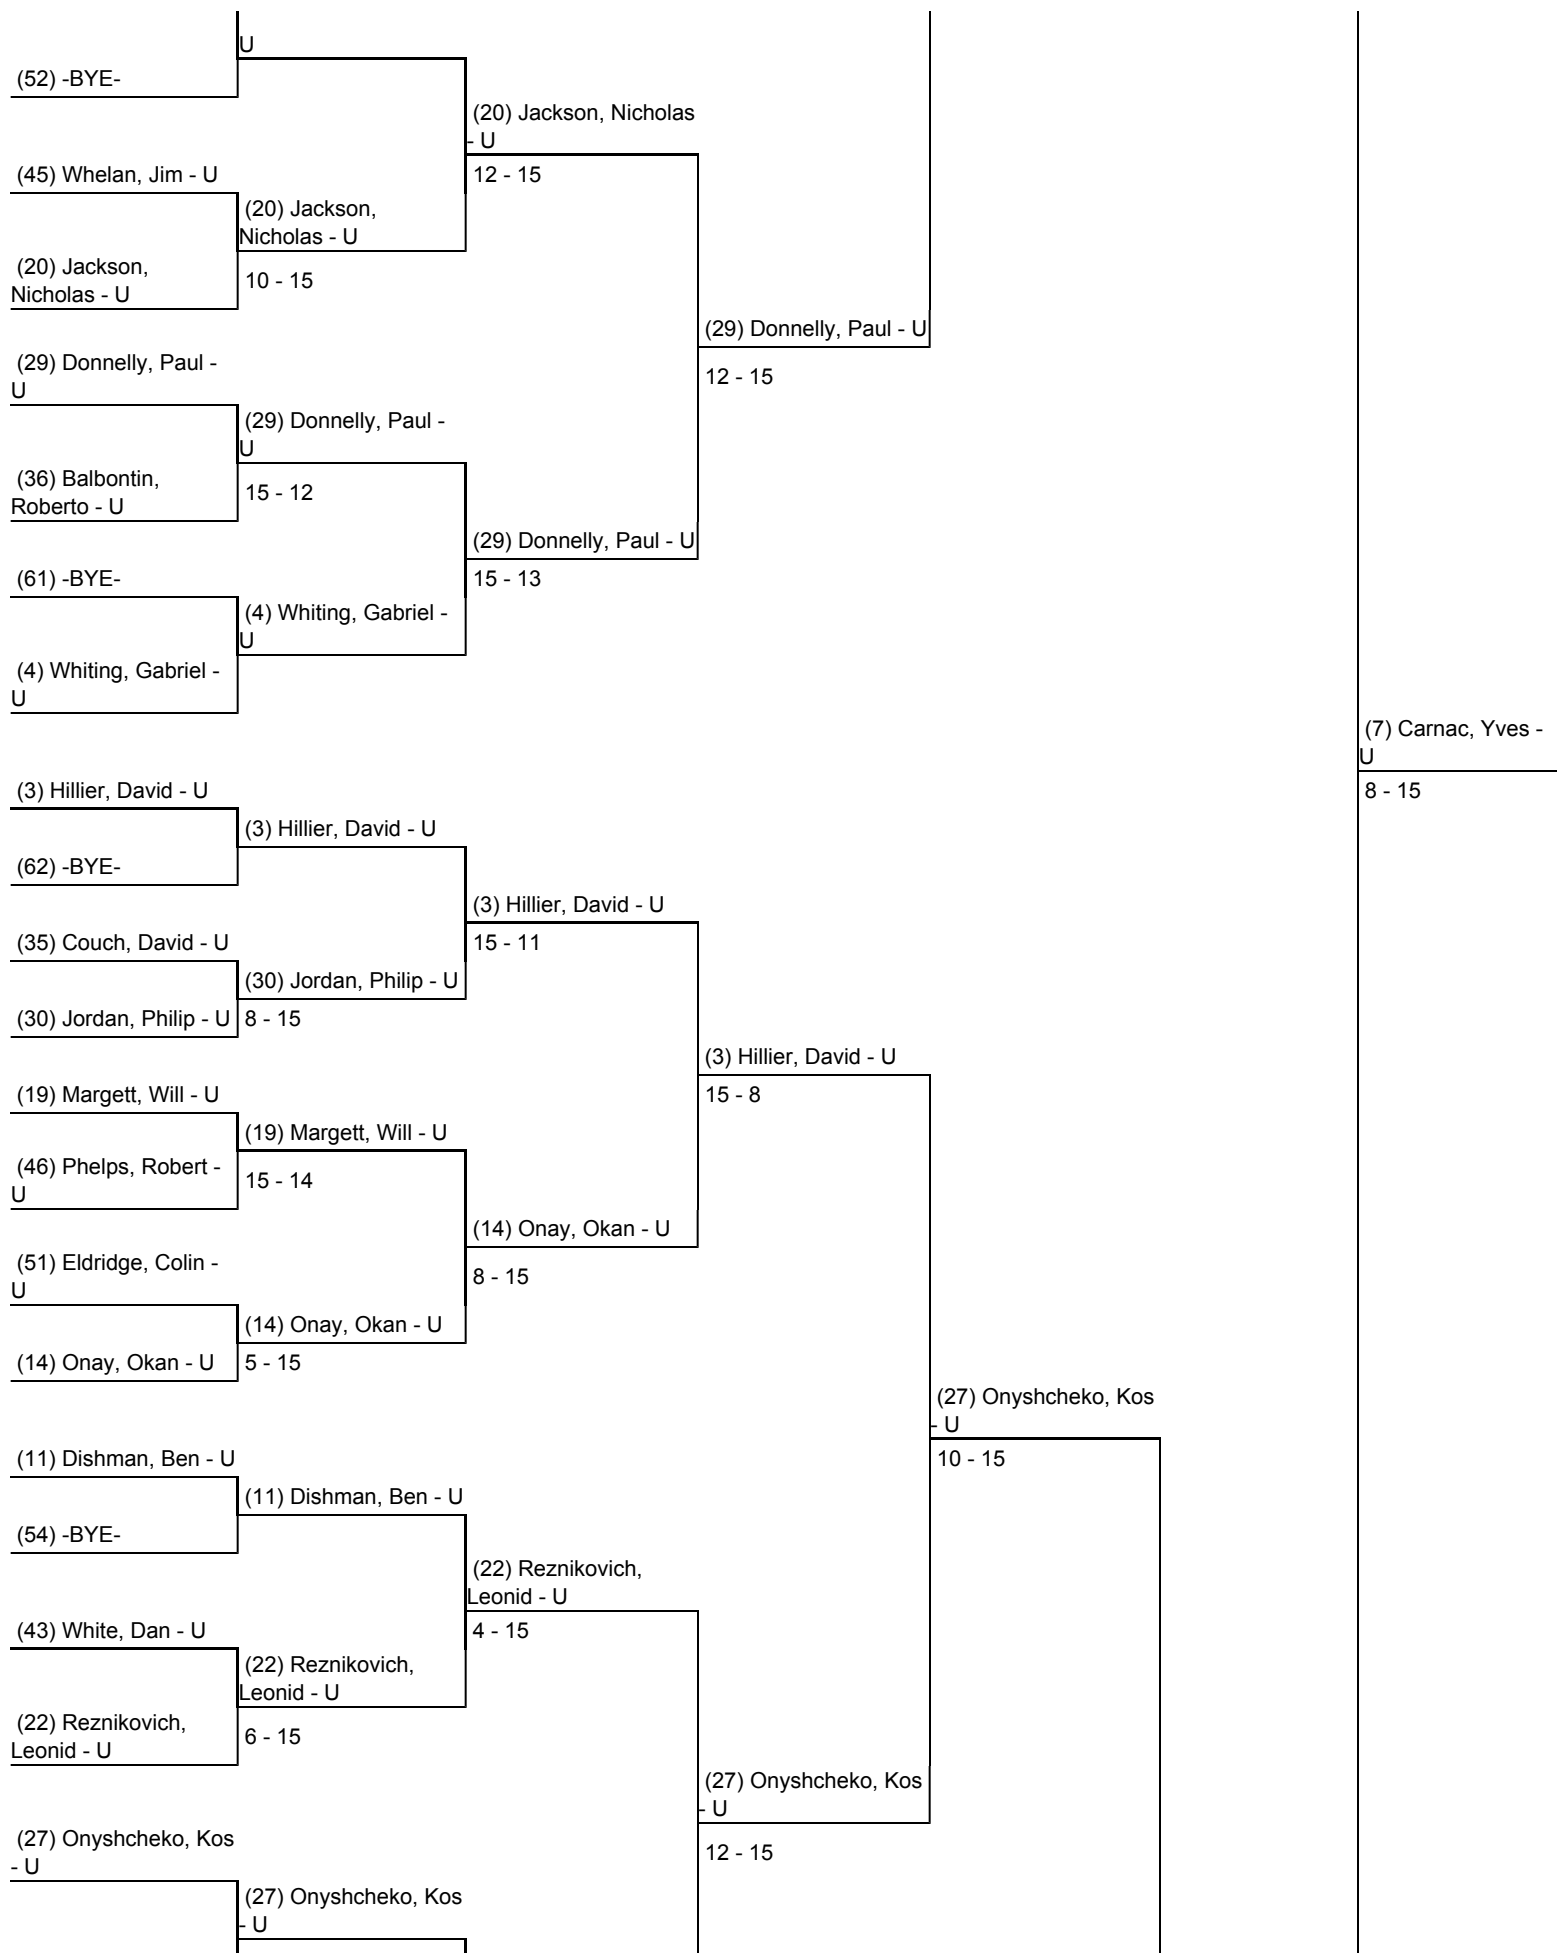 U
(52) -BYE-
(20) Jackson, Nicholas
- U
(45) Whelan, Jim - U
12 - 15
(20) Jackson,
Nicholas - U
(20) Jackson,
Nicholas - U
10 - 15
(29) Donnelly, Paul - U
(29) Donnelly, Paul -
U
12 - 15
(29) Donnelly, Paul -
U
(36) Balbontin,
Roberto - U
15 - 12
(29) Donnelly, Paul - U
(61) -BYE-
15 - 13
(4) Whiting, Gabriel -
U
(4) Whiting, Gabriel -
U
(7) Carnac, Yves -
U
(3) Hillier, David - U
8 - 15
(3) Hillier, David - U
(62) -BYE-
(3) Hillier, David - U
(35) Couch, David - U
15 - 11
(30) Jordan, Philip - U
(30) Jordan, Philip - U
8 - 15
(3) Hillier, David - U
(19) Margett, Will - U
15 - 8
(19) Margett, Will - U
(46) Phelps, Robert -
U
15 - 14
(14) Onay, Okan - U
(51) Eldridge, Colin -
U
8 - 15
(14) Onay, Okan - U
(14) Onay, Okan - U
5 - 15
(27) Onyshcheko, Kos
- U
(11) Dishman, Ben - U
10 - 15
(11) Dishman, Ben - U
(54) -BYE-
(22) Reznikovich,
Leonid - U
(43) White, Dan - U
4 - 15
(22) Reznikovich,
Leonid - U
(22) Reznikovich,
Leonid - U
6 - 15
(27) Onyshcheko, Kos
- U
(27) Onyshcheko, Kos
- U
12 - 15
(27) Onyshcheko, Kos
- U